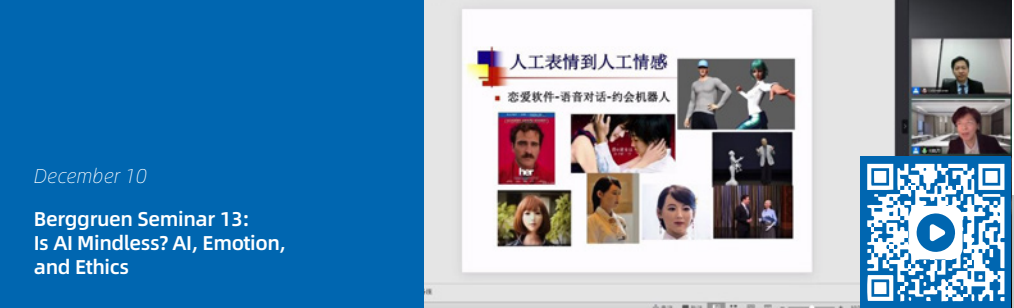 December 10
Berggruen Seminar 13:
Is AI Mindless? AI, Emotion,
and Ethics
人工表情到人工情感
恋爱软件-语音对话-约会机器人
her